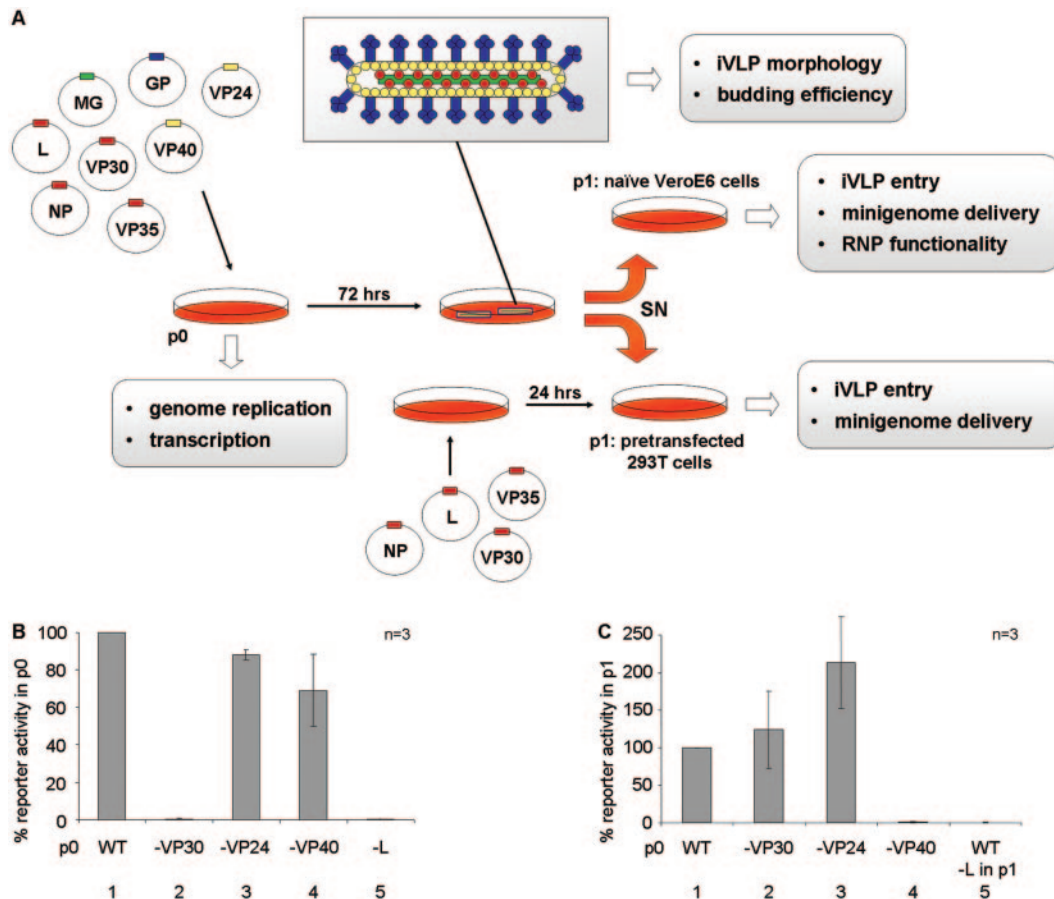 A
GP
MG
VP24
L
VP30
VP40
NP
VP35
• iVLP morphology
• budding efficiency
p1: naïve VeroE6 cells
• iVLP entry
• minigenome delivery
• RNP functionality
72 hrs
SN
p0
• genome replication
• transcription
24 hrs
p1: pretransfected
293T cells
• iVLP entry
• minigenome delivery
NP
L
VP35
VP30
B
n=3
% reporter activity in p0
100
80
60
40
20
0
p0 WT -VP30 -VP24 -VP40 -L
1 2 3 4 5
C
n=3
% reporter activity in p1
250
200
150
100
50
0
p0 WT -VP30 -VP24 -VP40 WT
-L in p1
1 2 3 4 5